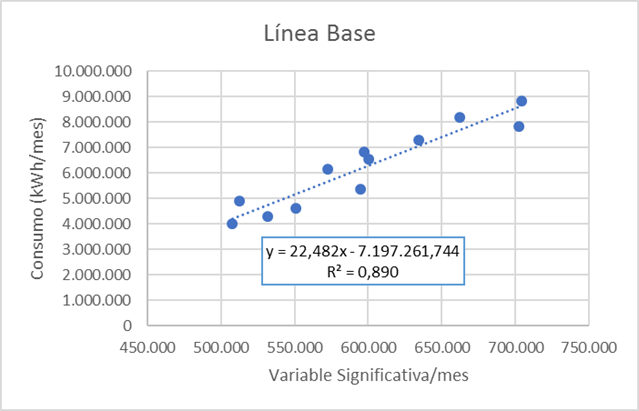 Línea Base
Consumo (kWh/mes)
10.000.000
9.000.000
8.000.000
7.000.000
6.000.000
5.000.000
4.000.000
3.000.000
2.000.000
1.000.000
0
y = 22,482x - 7.197.261,744
R² = 0,890
450.000 500.000 550.000 600.000 650.000 700.000 750.000
Variable Significativa/mes